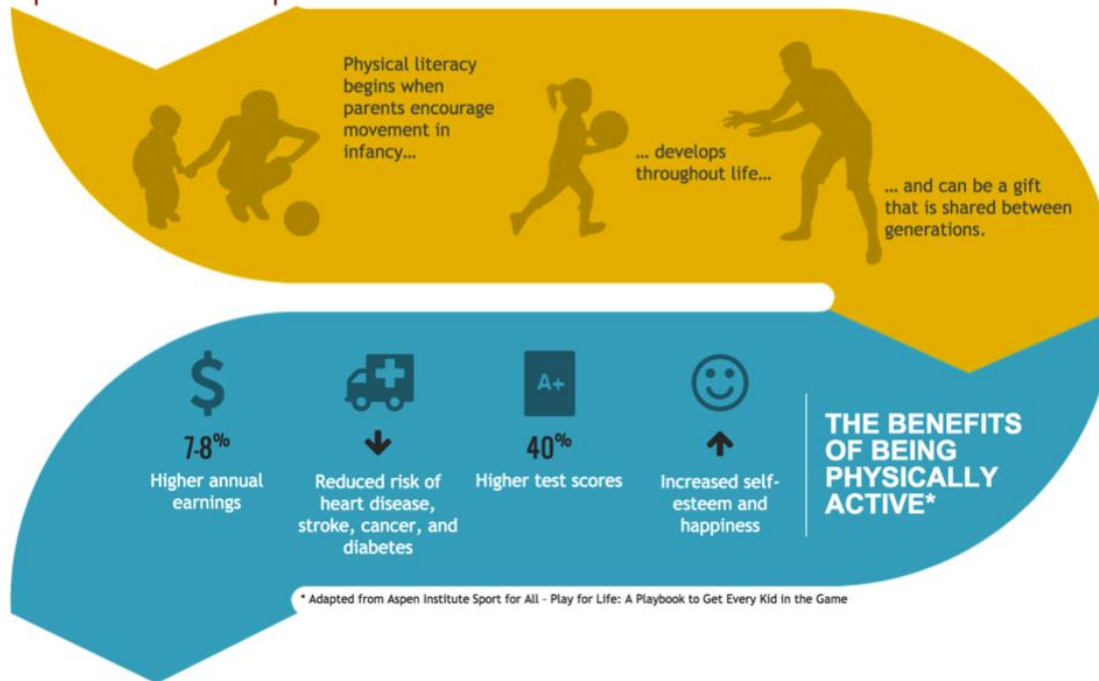 Physical literacy
begins when
parents encourage
movement in
infancy…
… develops
throughout life…
… and can be a gift
that is shared between
generations.
$
7-8%
Higher annual
earnings
Reduced risk of
heart disease,
stroke, cancer, and
diabetes
A+
40%
Higher test scores
Increased self-
esteem and
happiness
THE BENEFITS
OF BEING
PHYSICALLY
ACTIVE*
* Adapted from Aspen Institute Sport for All - Play for Life: A Playbook to Get Every Kid in the Game